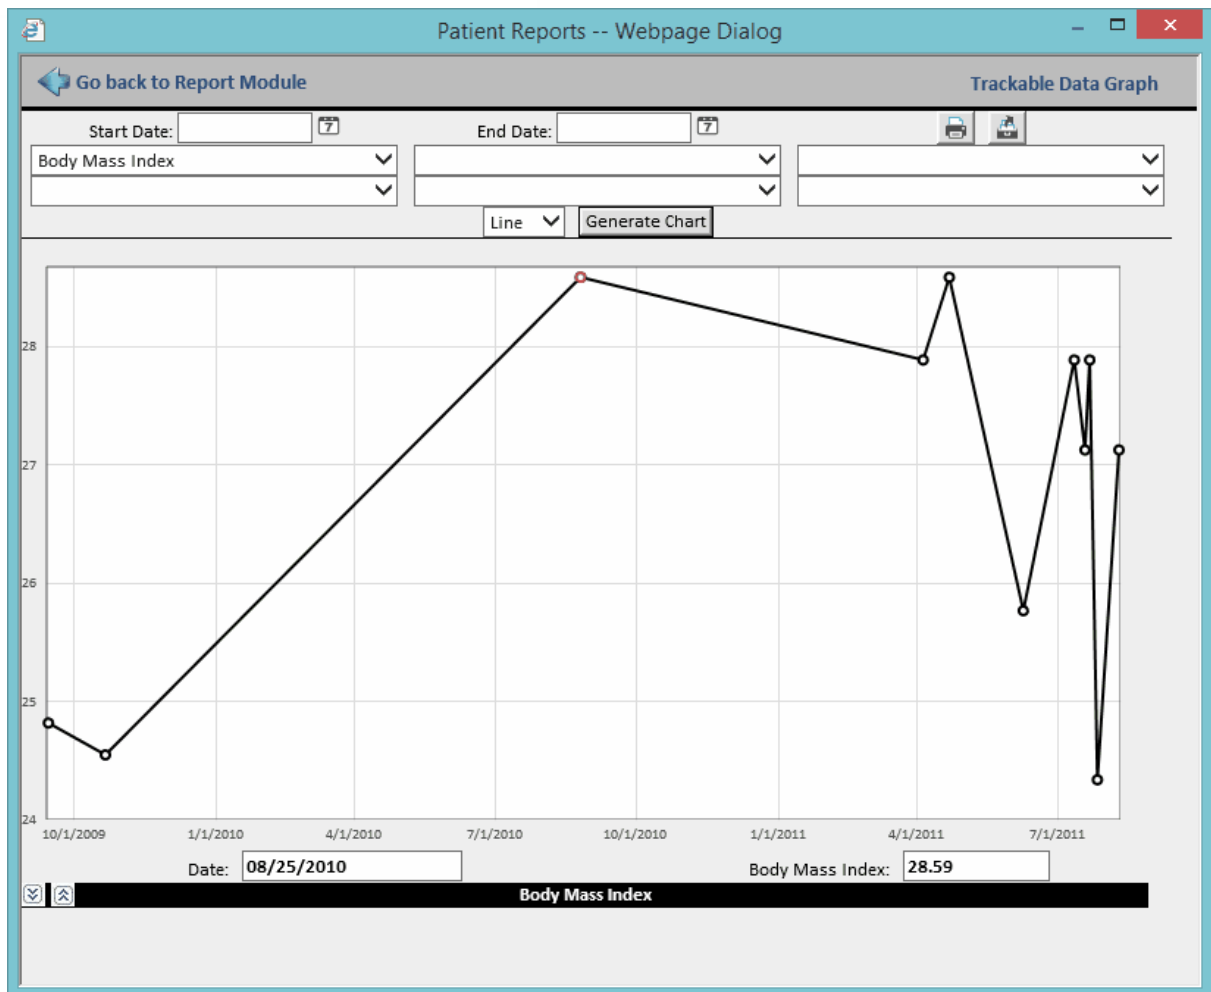 Patient Reports -- Webpage Dialog
Go back to Report Module Trackable Data Graph
Start Date: 7 End Date: 7
Body Mass Index
Line Generate Chart
28
27
26
25
24
10/1/2009 1/1/2010 4/1/2010 7/1/2010 10/1/2010 1/1/2011 4/1/2011 7/1/2011
Date: 08/25/2010 Body Mass Index: 28.59
Body Mass Index